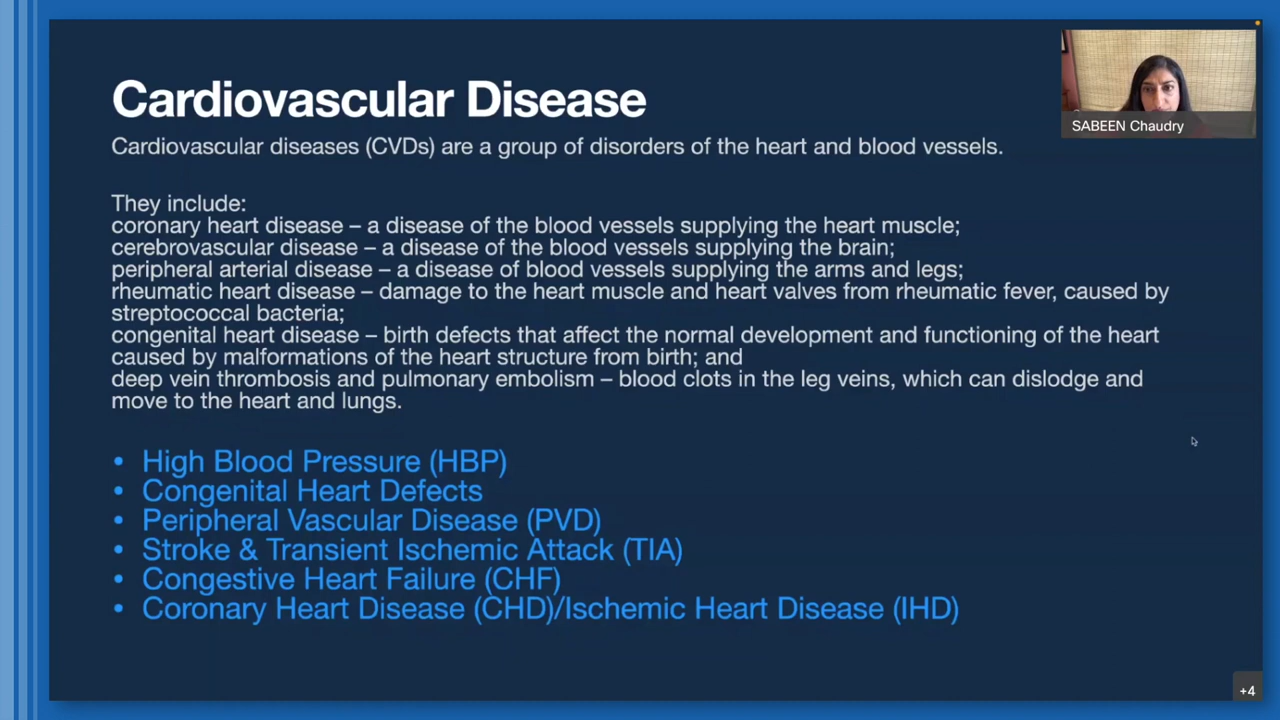 Cardiovascular Disease
Cardiovascular diseases (CVDs) are a group of disorders of the heart and blood vessels.
They include:
coronary heart disease – a disease of the blood vessels supplying the heart muscle;
cerebrovascular disease – a disease of the blood vessels supplying the brain;
peripheral arterial disease – a disease of blood vessels supplying the arms and legs;
rheumatic heart disease – damage to the heart muscle and heart valves from rheumatic fever, caused by
streptococcal bacteria;
congenital heart disease – birth defects that affect the normal development and functioning of the heart
caused by malformations of the heart structure from birth; and
deep vein thrombosis and pulmonary embolism – blood clots in the leg veins, which can dislodge and
move to the heart and lungs.
• High Blood Pressure (HBP)
• Congenital Heart Defects
• Peripheral Vascular Disease (PVD)
• Stroke & Transient Ischemic Attack (TIA)
• Congestive Heart Failure (CHF)
• Coronary Heart Disease (CHD)/Ischemic Heart Disease (IHD)
SABEEN Chaudry
+4